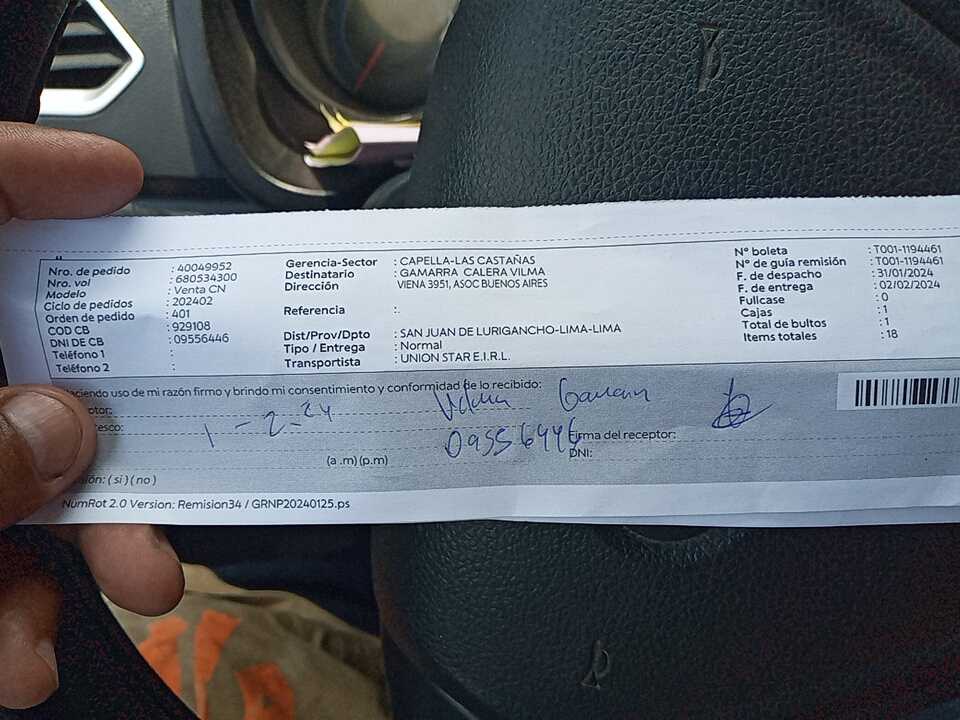 Nro. de pedido : 40049952
Nro. vol : 680534300
Modelo : Venta CN
Ciclo de pedidos : 202402
Orden de pedido : 401
COD CB : 929108
DNI DE CB : 09556446
Teléfono 1 :
Teléfono 2 :
Gerencia-Sector : CAPELLA-LAS CASTAÑAS
Destinatario : GAMARRA CALERA VILMA
Dirección VIENA 3951, ASOC BUENOS AIRES
Referencia :.
Dist/Prov/Dpto : SAN JUAN DE LURIGANCHO-LIMA-LIMA
Tipo / Entrega : Normal
Transportista : UNION STAR E.I.R.L.
N° boleta : T001-1194461
N° de guía remisión : T001-1194461
F. de despacho : 31/01/2024
F. de entrega : 02/02/2024
Fullcase : 0
Cajas : 1
Total de bultos : 1
Items totales : 18
aciendo uso de mi razón firmo y brindo mi consentimiento y conformidad de lo recibido:
ptor: Vilma
esco: 1-2-24 09556446 Firma del receptor:
(a .m) (p.m) DNI:
ión: ( si ) ( no )
NumRot 2.0 Version: Remision34 / GRNP20240125.ps